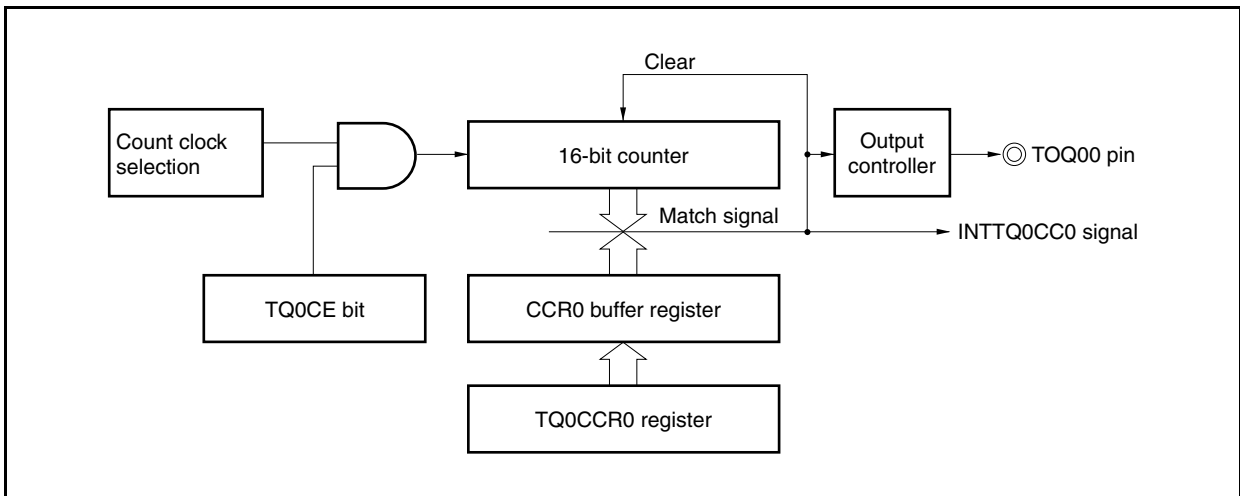 Clear
Count clock
selection
16-bit counter
Output
controller
TOQ00 pin
Match signal
INTTQ0CC0 signal
TQ0CE bit
CCR0 buffer register
TQ0CCR0 register